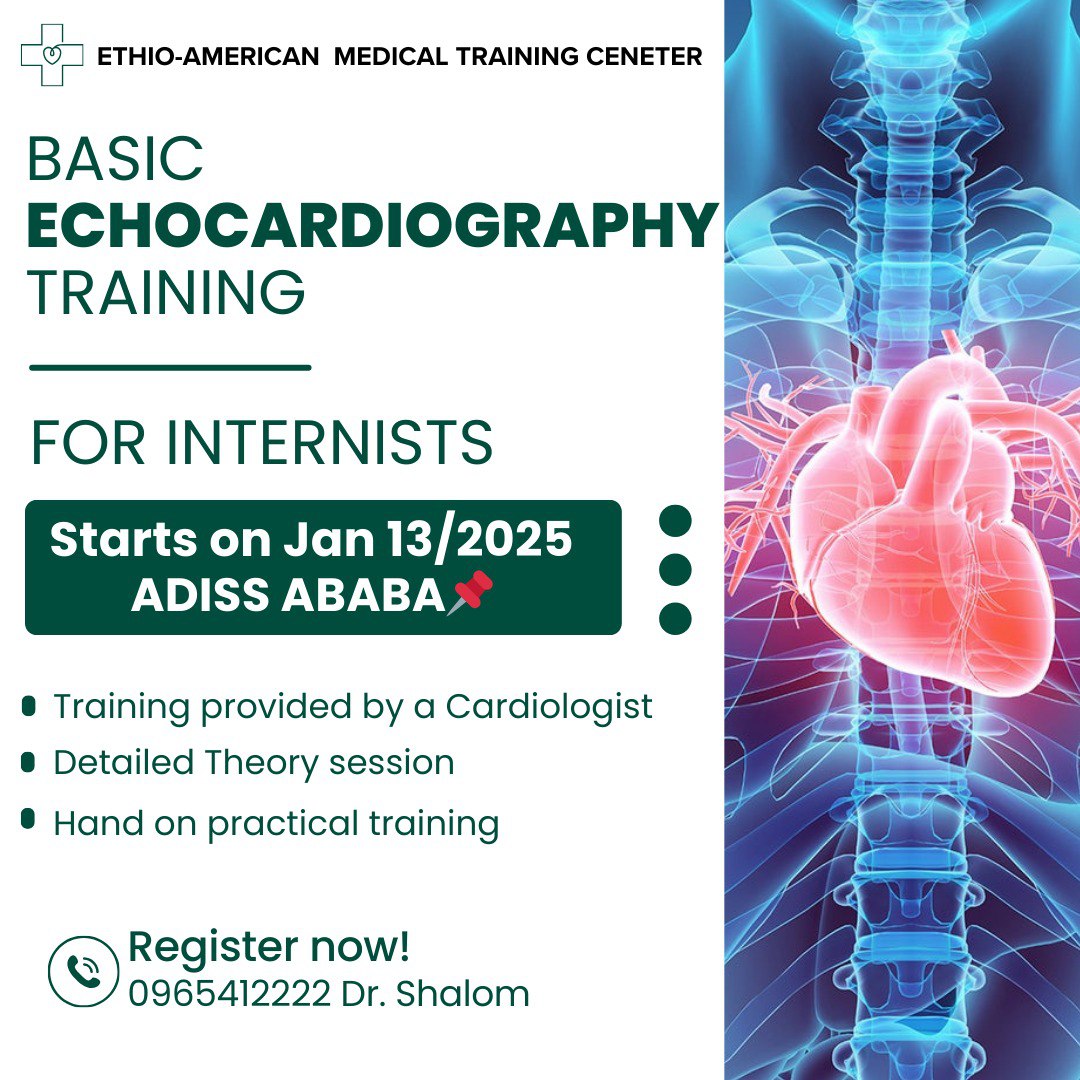 ETHIO-AMERICAN MEDICAL TRAINING CENETER
BASIC
ECHOCARDIOGRAPHY
TRAINING
FOR INTERNISTS
Starts on Jan 13/2025
ADISS ABABA📌
Training provided by a Cardiologist
Detailed Theory session
Hand on practical training
Register now!
0965412222 Dr. Shalom